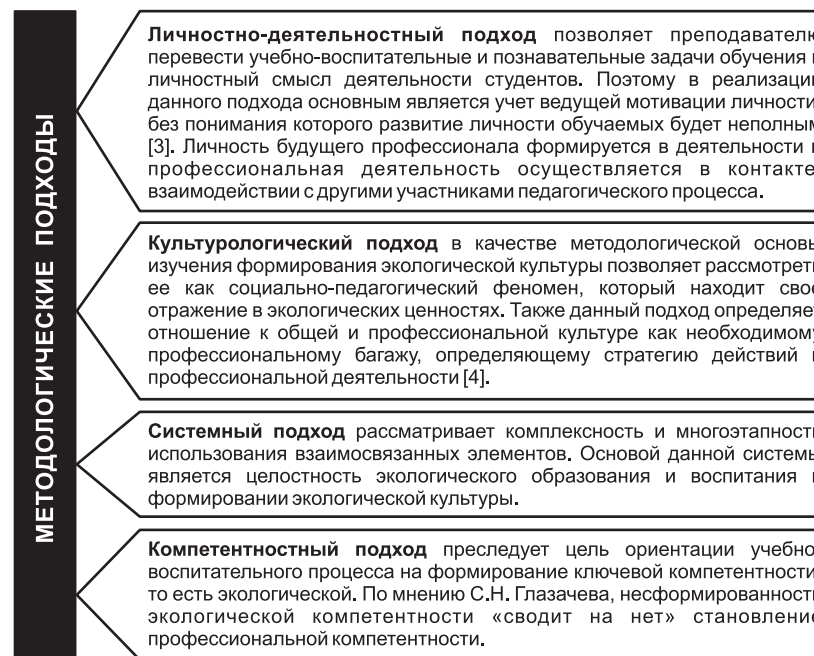 МЕТОДОЛОГИЧЕСКИЕ ПОДХОДЫ
Личностно-деятельностный подход позволяет преподавателю
перевести учебно-воспитательные и познавательные задачи обучения
личностный смысл деятельности студентов. Поэтому в реализации
данного подхода основным является учет ведущей мотивации личности
без понимания которого развитие личности обучаемых будет неполным
[3]. Личность будущего профессионала формируется в деятельности
профессиональная деятельность осуществляется в контакте
взаимодействии с другими участниками педагогического процесса.
Культурологический подход в качестве методологической основы
изучения формирования экологической культуры позволяет рассмотреть
ее как социально-педагогический феномен, который находит свое
отражение в экологических ценностях. Также данный подход определяет
отношение к общей и профессиональной культуре как необходимому
профессиональному багажу, определяющему стратегию действий
профессиональной деятельности [4].
Системный подход рассматривает комплексность и многоэтапность
использования взаимосвязанных элементов. Основой данной системы
является целостность экологического образования и воспитания
формировании экологической культуры.
Компетентностный подход преследует цель ориентации учебно
воспитательного процесса на формирование ключевой компетентности
то есть экологической. По мнению С.Н. Глазачева, несформированность
экологической компетентности «сводит на нет» становление
профессиональной компетентности.